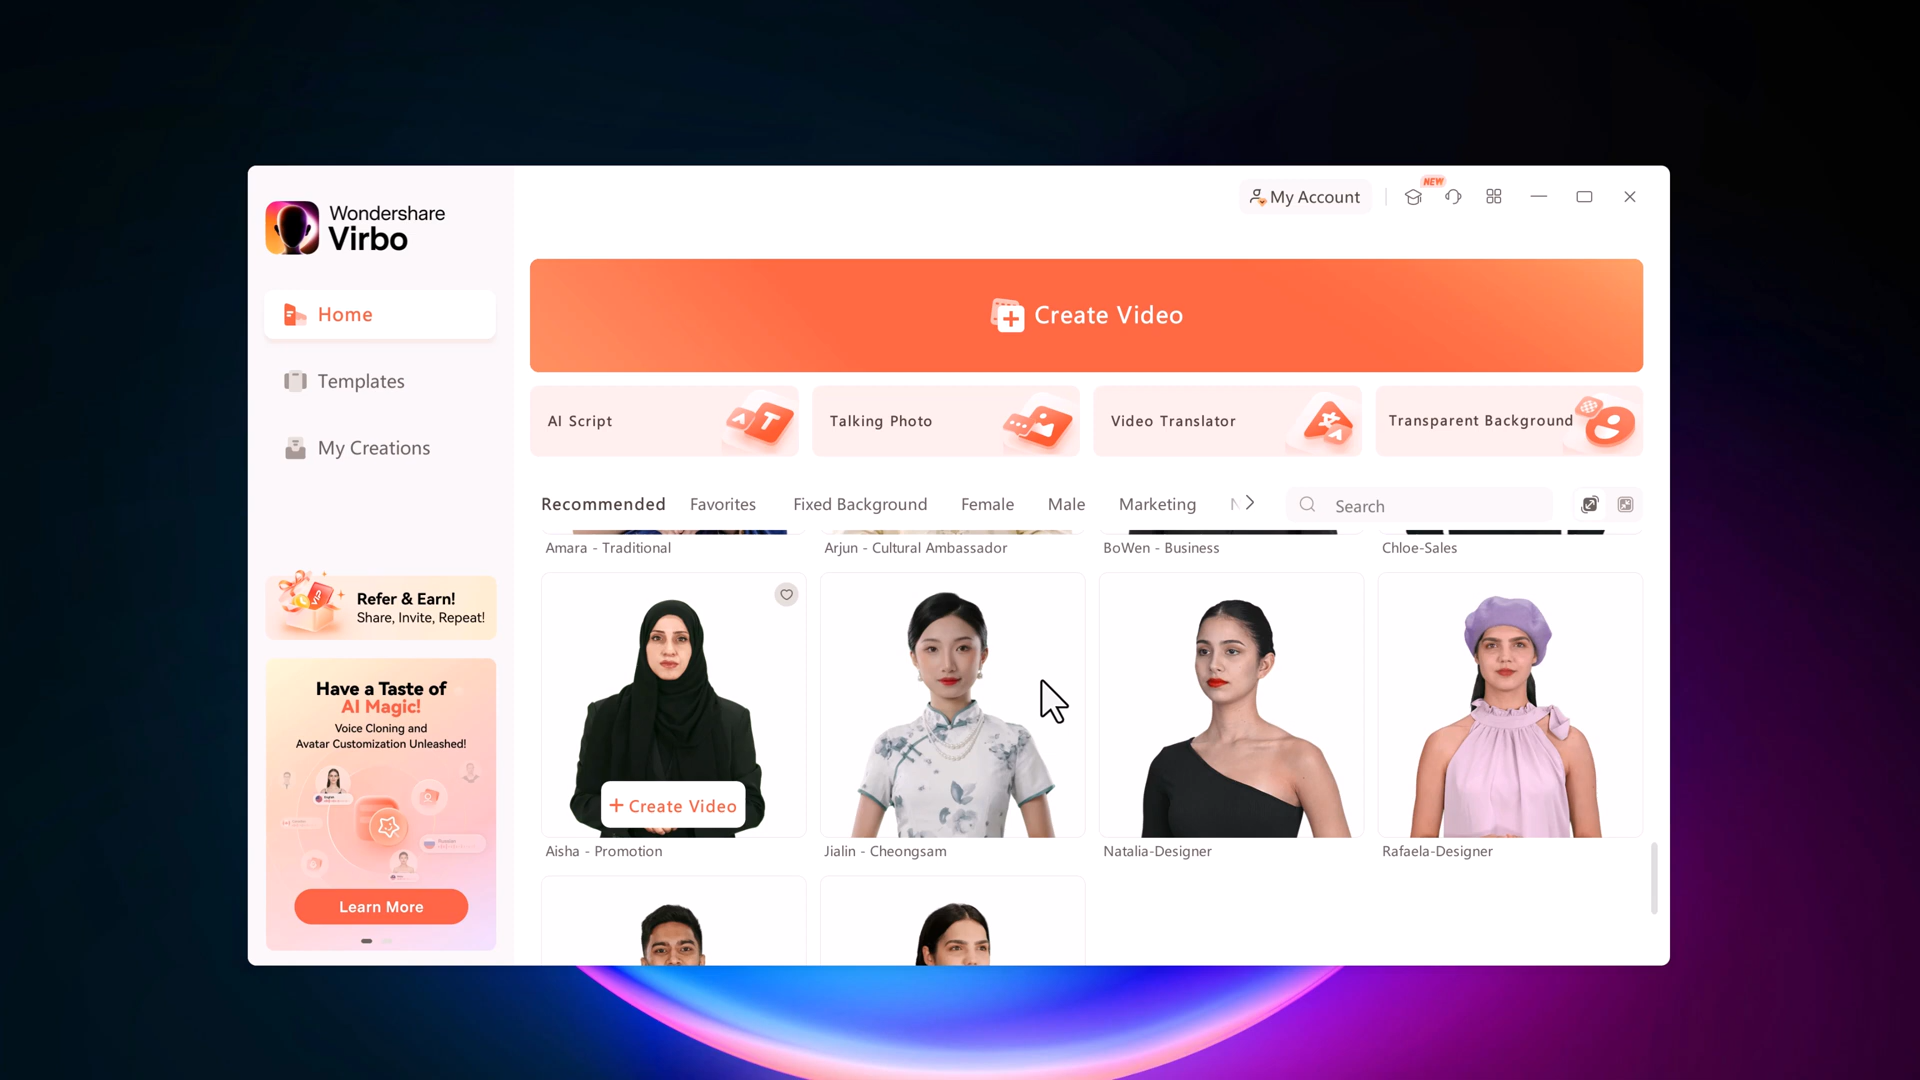 Wondershare
Virbo
My Account
NEW
Home
Templates
My Creations
Create Video
AI Script
Talking Photo
Video Translator
Transparent Background
Recommended
Favorites
Fixed Background
Female
Male
Marketing
Search
Amara - Traditional
Arjun - Cultural Ambassador
BoWen - Business
Chloe-Sales
+ Create Video
Aisha - Promotion
Jialin - Cheongsam
Natalia-Designer
Rafaela-Designer
Refer & Earn!
Share, Invite, Repeat!
Have a Taste of
AI Magic!
Voice Cloning and
Avatar Customization Unleashed!
Learn More